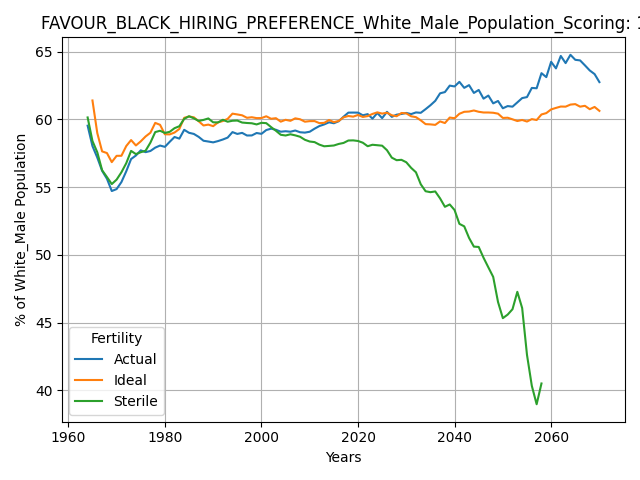 FAVOUR_BLACK_HIRING_PREFERENCE_White_Male_Population_Scoring:
65
60
55
50
45
40
% of White_Male Population
Fertility
Actual
Ideal
Sterile
1960 1980 2000 2020 2040 2060
Years